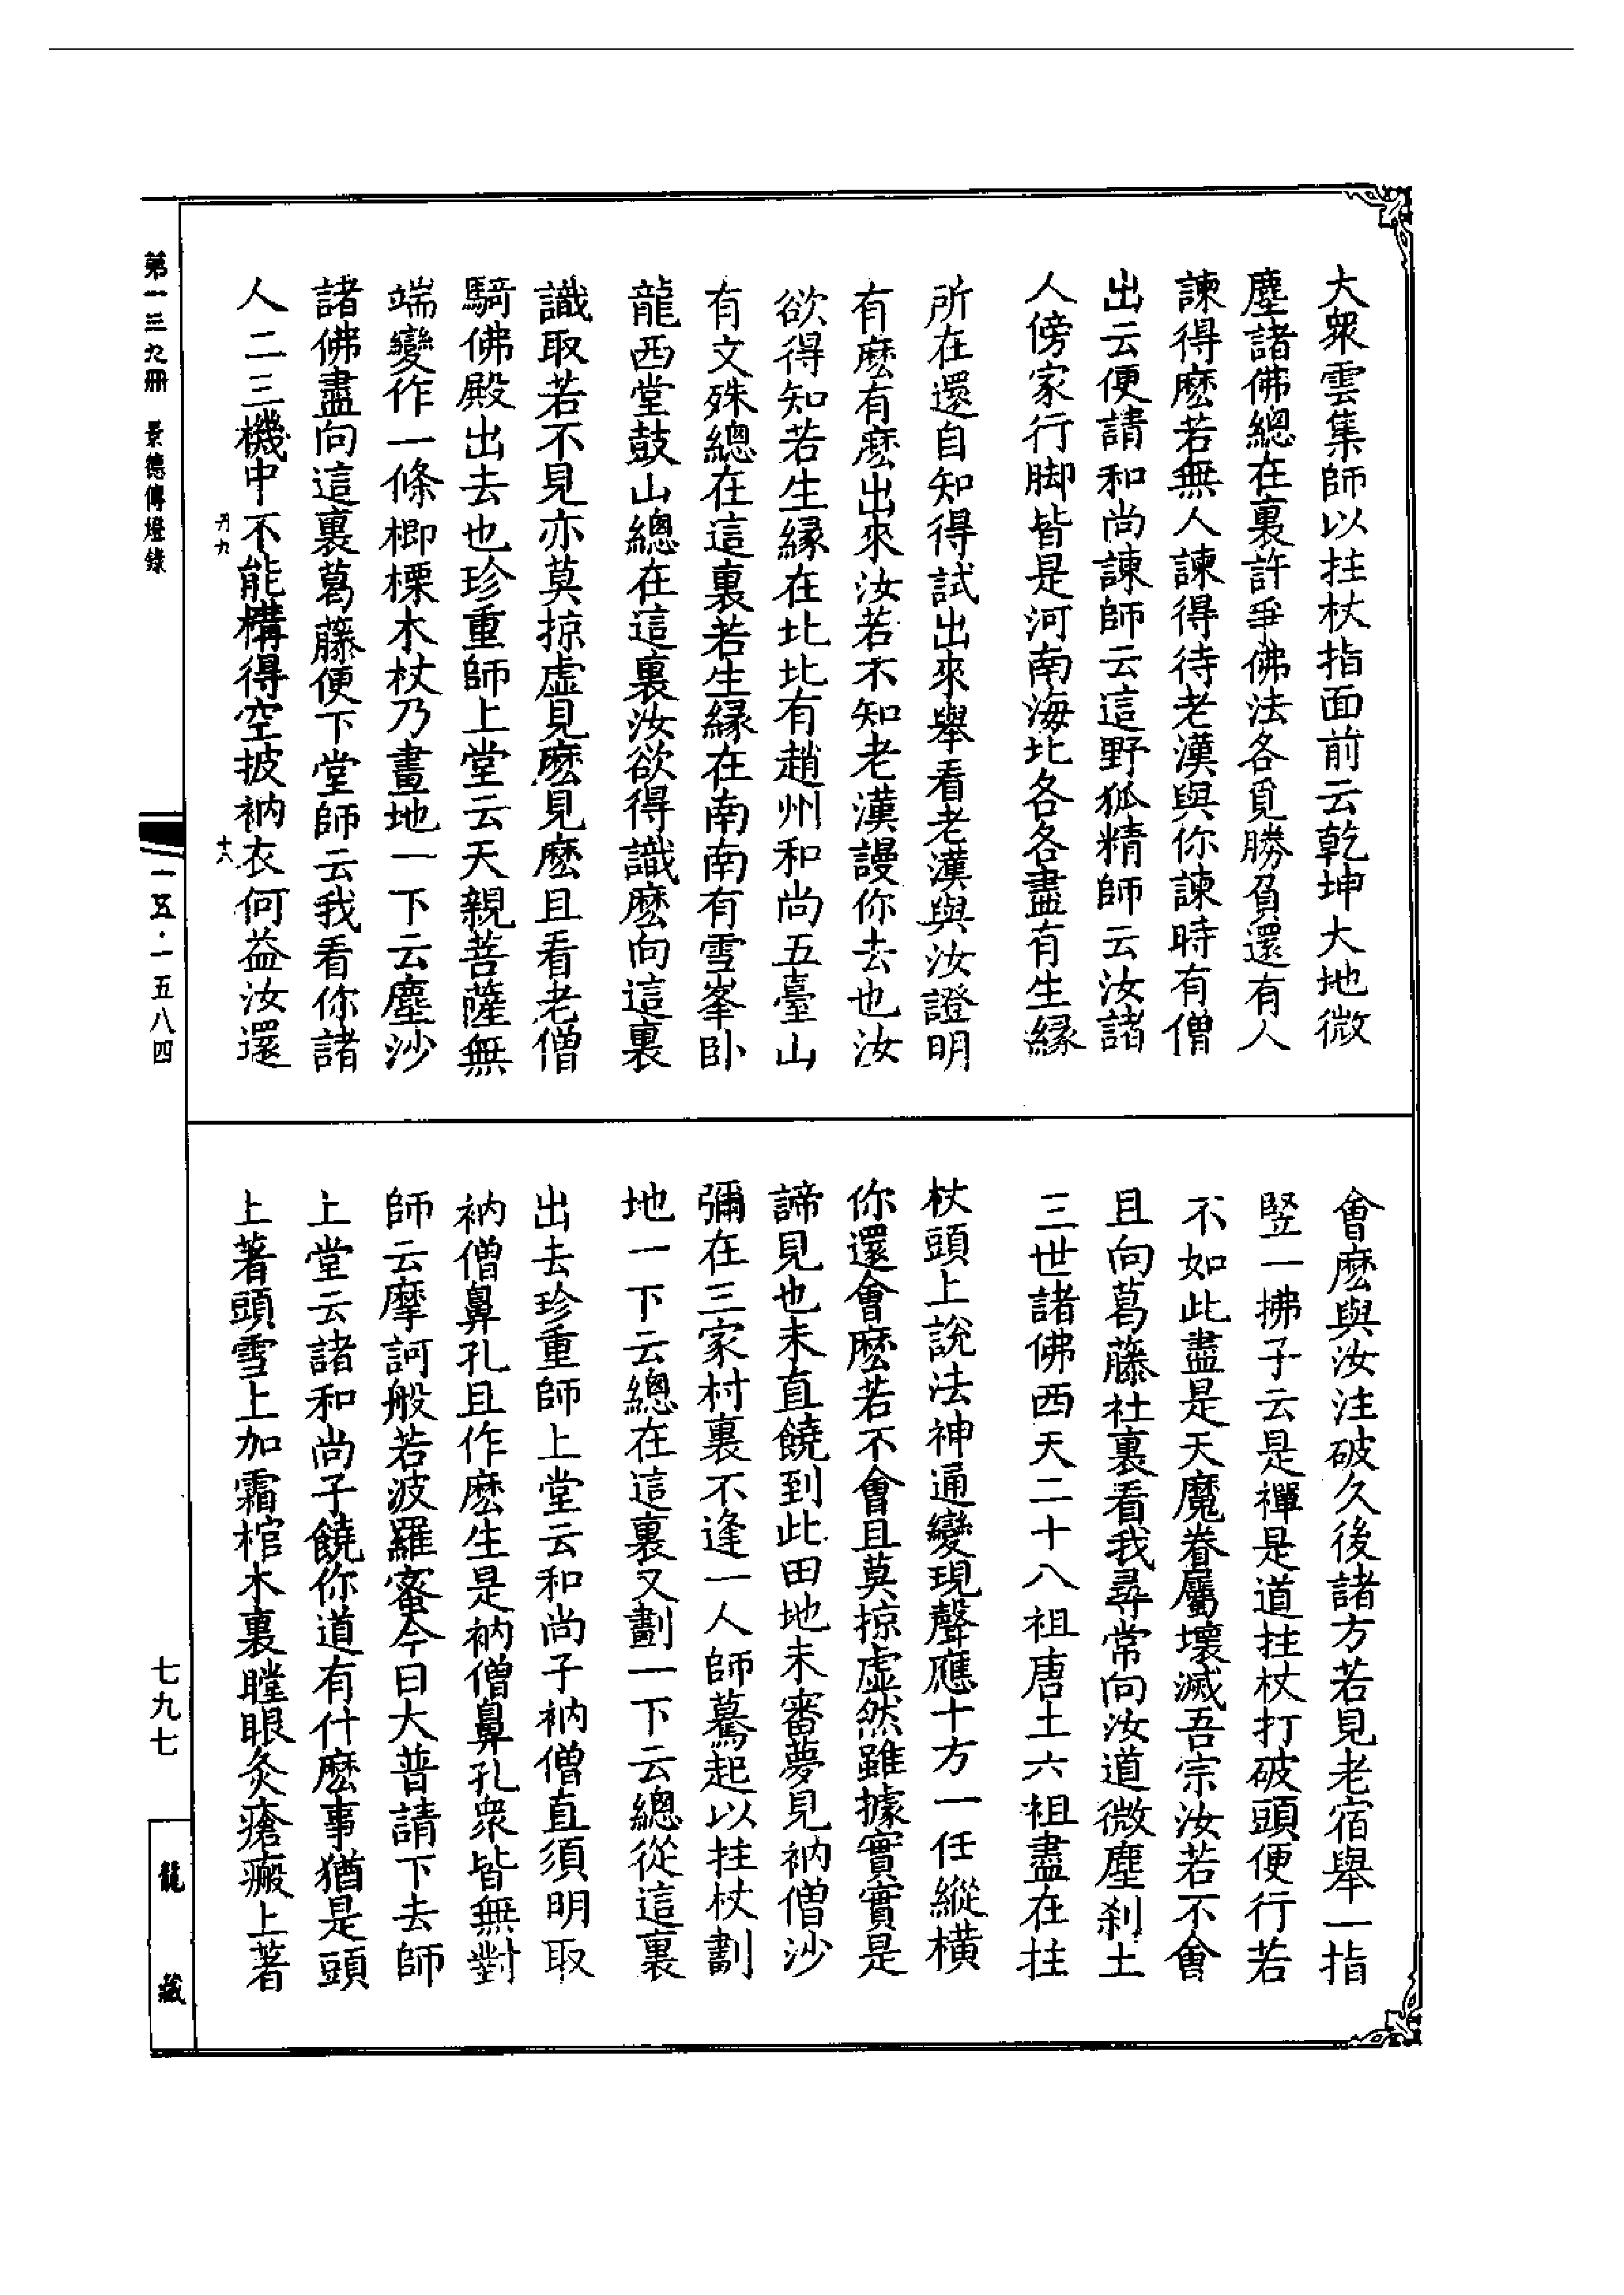 大衆雲集師以拄杖指面前云乾坤大地微
塵諸佛總在裏許爭佛法各覓勝負還有人
諫得麽若無人諫得待老漢與你諫時有僧
出云便請和尚諫師云這野狐精師云汝諸
人傍家行脚皆是河南海北各各盡有生緣
所在還自知得試出來舉看老漢與汝證明
有麽有麽出來汝若不知老漢謾你去也汝
欲得知若生緣在北北有趙州和尚五臺山
有文殊總在這裏若生緣在南南有雪峯卧
龍西堂鼓山總在這裏汝欲得識麽向這裏
識取若不見亦莫掠虛見麽見麽且看老僧
騎佛殿出去也珍重師上堂云天親菩薩無
端變作一條櫛㮚木杖乃畫地一下云塵沙
諸佛盡向這裏葛藤便下堂師云我看你諸
人二三機中不能構得空披衲衣何益汝還
會麽與汝注破久後諸方若見老宿舉一指
竪一拂子云是禪是道拄杖打破頭便行若
不如此盡是天魔眷屬壞滅吾宗汝若不會
且向葛藤社裏看我尋常向汝道微塵刹土
三世諸佛西天二十八祖唐土六祖盡在拄
杖頭上說法神通變現聲應十方一任縱橫
你還會麽若不會且莫掠虛然雖據實實是
諦見也未直饒到此田地未審夢見衲僧沙
彌在三家村裏不逢一人師驀起以拄杖劃
地一下云總在這裏又劃一下云總從這裏
出去珍重師上堂云和尚子衲僧直須明取
衲僧鼻孔且作麽生是衲僧鼻孔衆皆無對
師云摩訶般若波羅蜜今日大普請下去師
上堂云諸和尚子饒你道有什麽事猶是頭
上著頭雪上加霜棺木裏瞠眼灸瘡瘢上著
第一三九冊 景德傳燈錄
一五·一五八四
七九七
龍藏